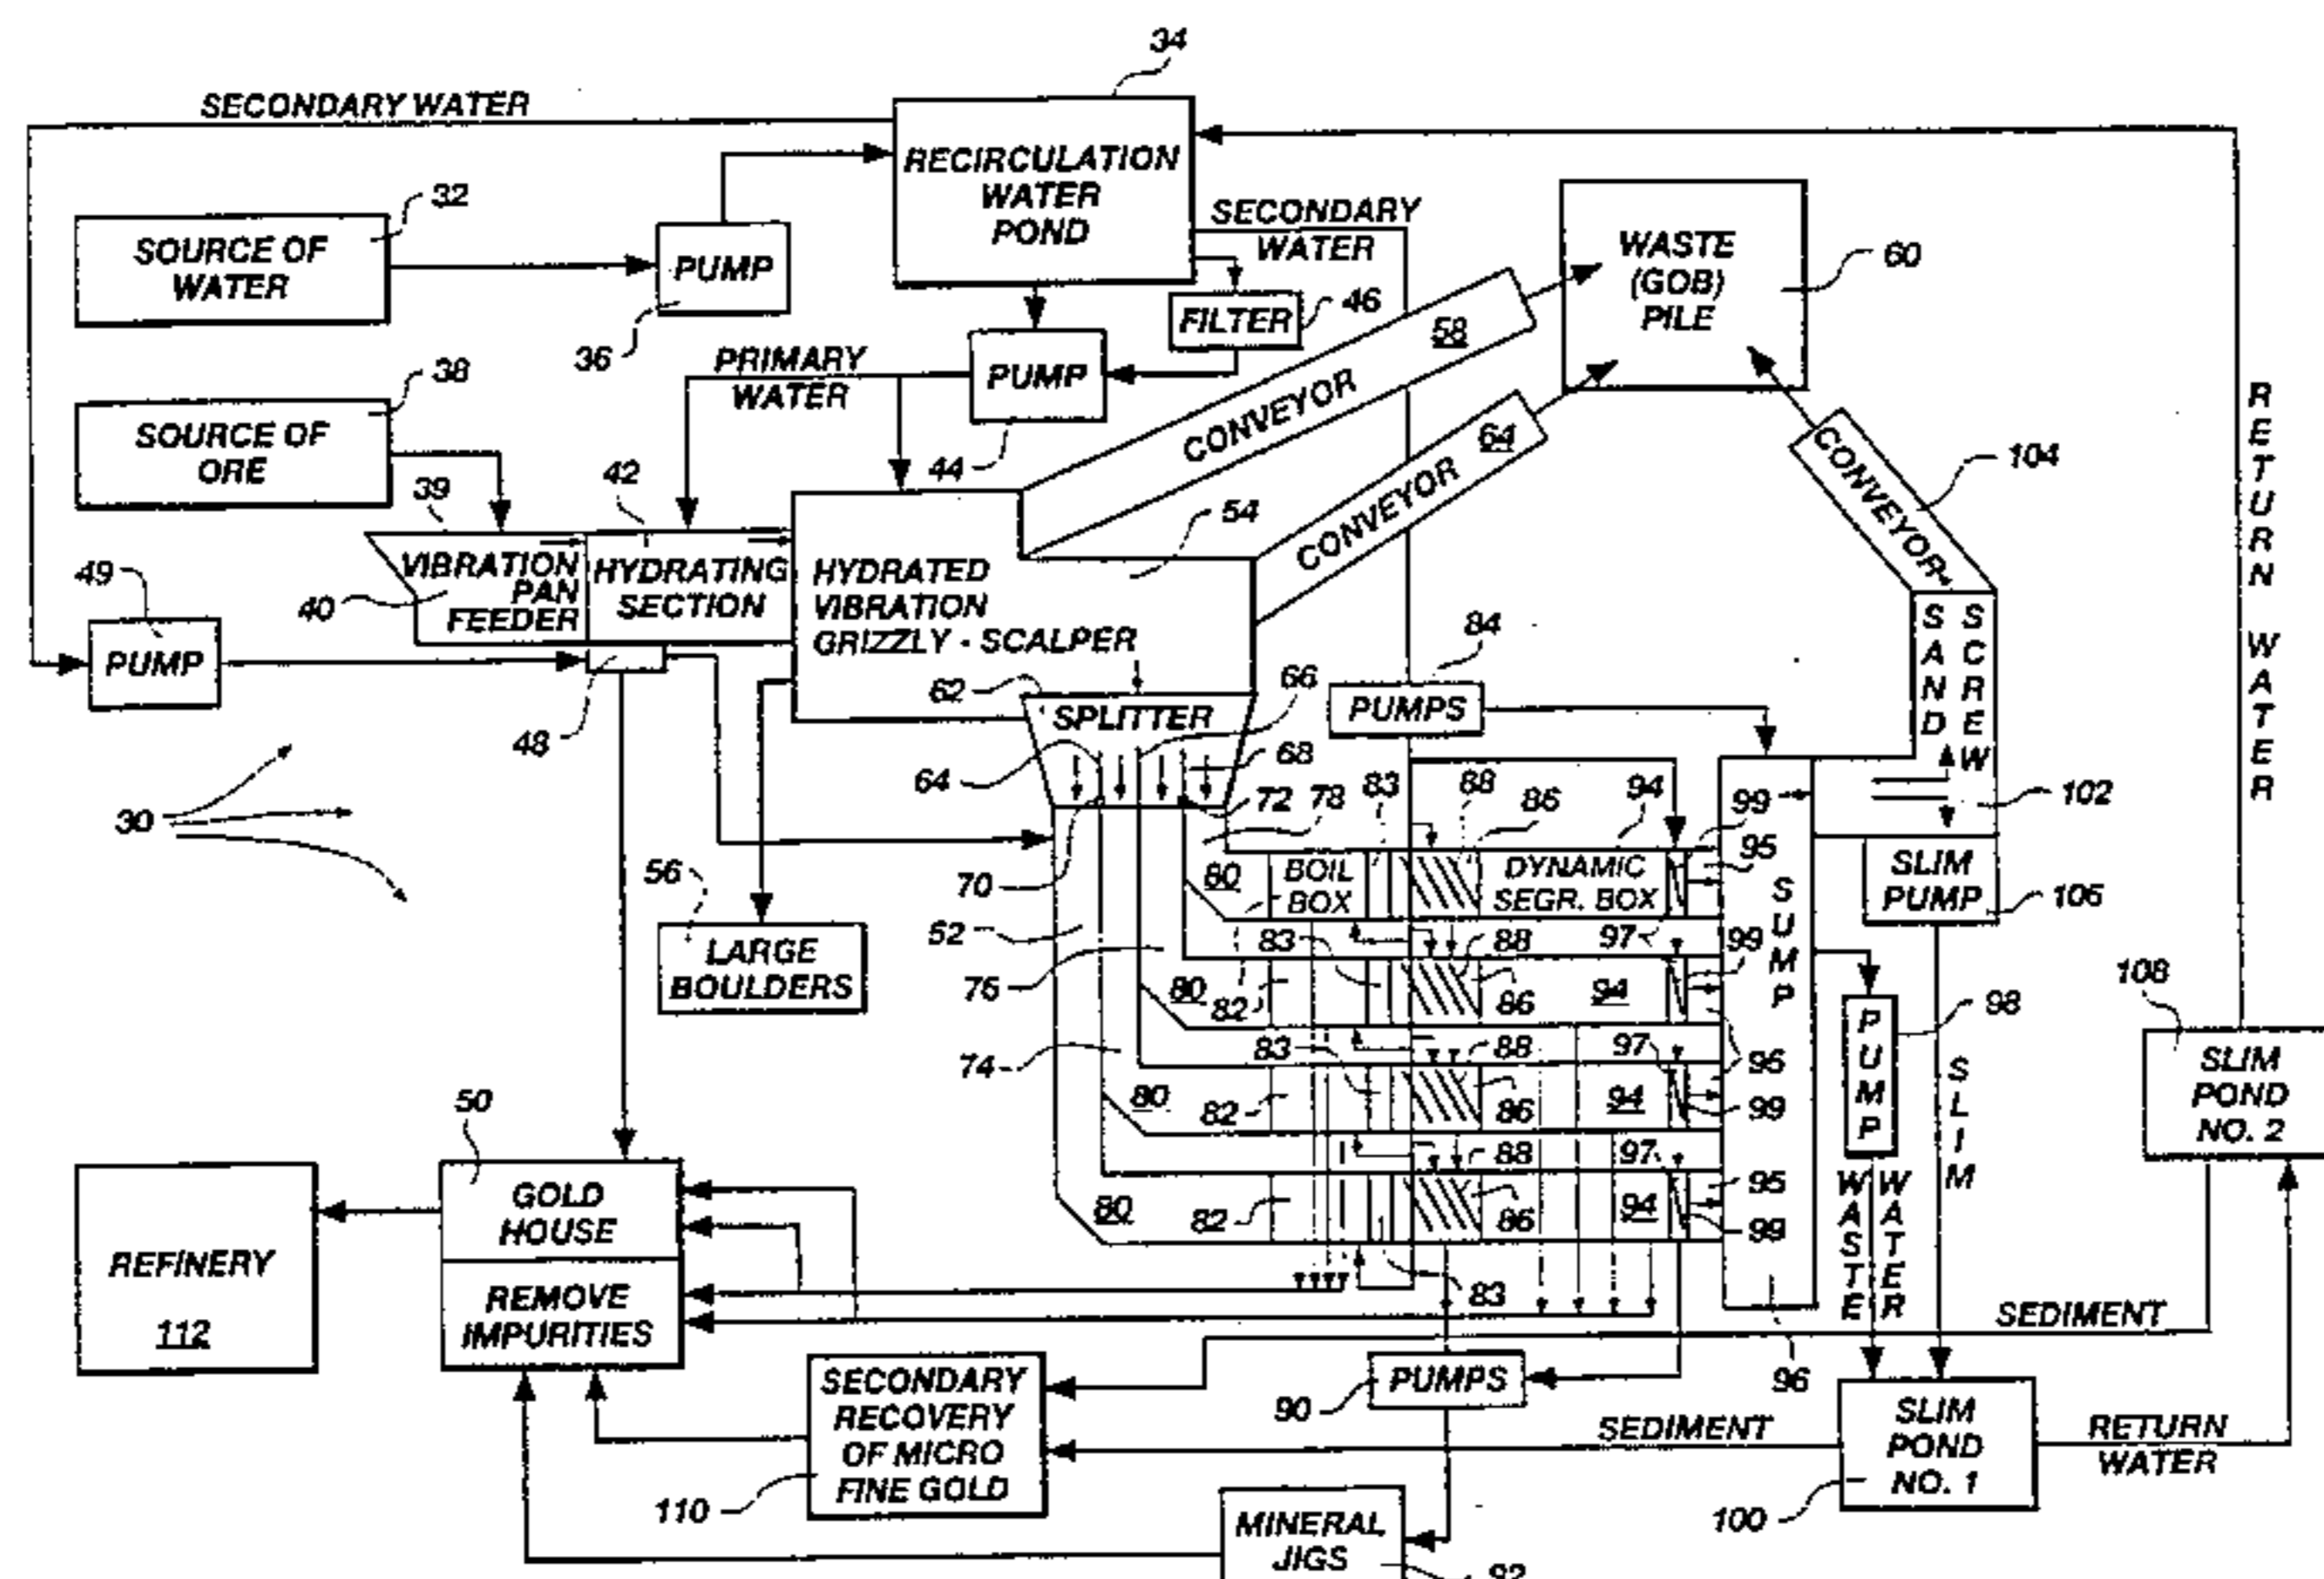 34
SECONDARY WATER
RECIRCULATION
WATER
POND
32
SOURCE OF
WATER
PUMP
36
SECONDARY
WATER
WASTE
(GOB)
PILE
60
FILTER
46
58
CONVEYOR
PRIMARY
WATER
PUMP
44
38
SOURCE OF
ORE
64
CONVEYOR
CONVEYOR
104
RETURN WATER
39
42
54
VIBRATION
PAN
FEEDER
40
HYDRATING
SECTION
HYDRATED
VIBRATION
GRIZZLY - SCALPER
49
PUMP
48
62
SPLITTER
66
64
68
84
PUMPS
SAND
SCREW
30
70
72
78
83
88
86
94
99
95
102
56
LARGE
BOULDERS
80
BOIL
BOX
DYNAMIC
SEGR. BOX
SUMP
SLIM
PUMP
106
52
76
83
88
97
99
80
82
86
94
PUMP
98
108
SLIM
POND
NO. 2
74
83
88
97
95
80
82
86
94
99
SLIM
50
GOLD
HOUSE
REMOVE
IMPURITIES
REFINERY
112
88
97
95
80
82
86
94
99
83
WASTE
WATER
SEDIMENT
96
SECONDARY
RECOVERY
OF MICRO
FINE GOLD
110
PUMPS
90
SEDIMENT
SLIM
POND
NO. 1
100
RETURN
WATER
MINERAL
JIGS
92